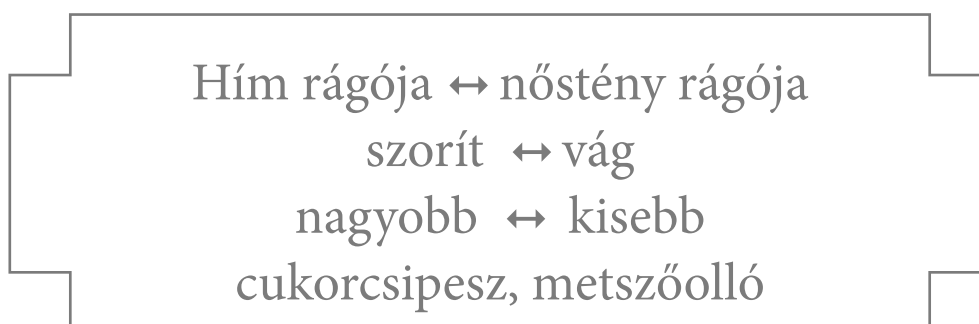 Hím rágója ↔ nőstény rágója
szorít ↔ vág
nagyobb ↔ kisebb
cukorcsipesz, metszőolló